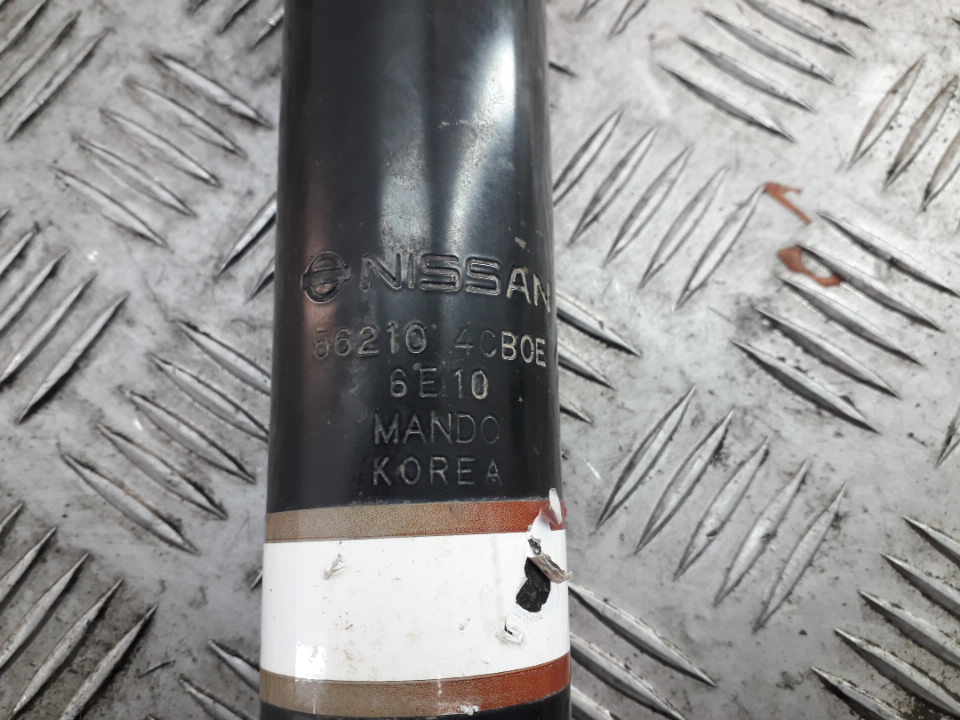 NISSAN
56210 4CB0E
6E10
MANDO
KOREA